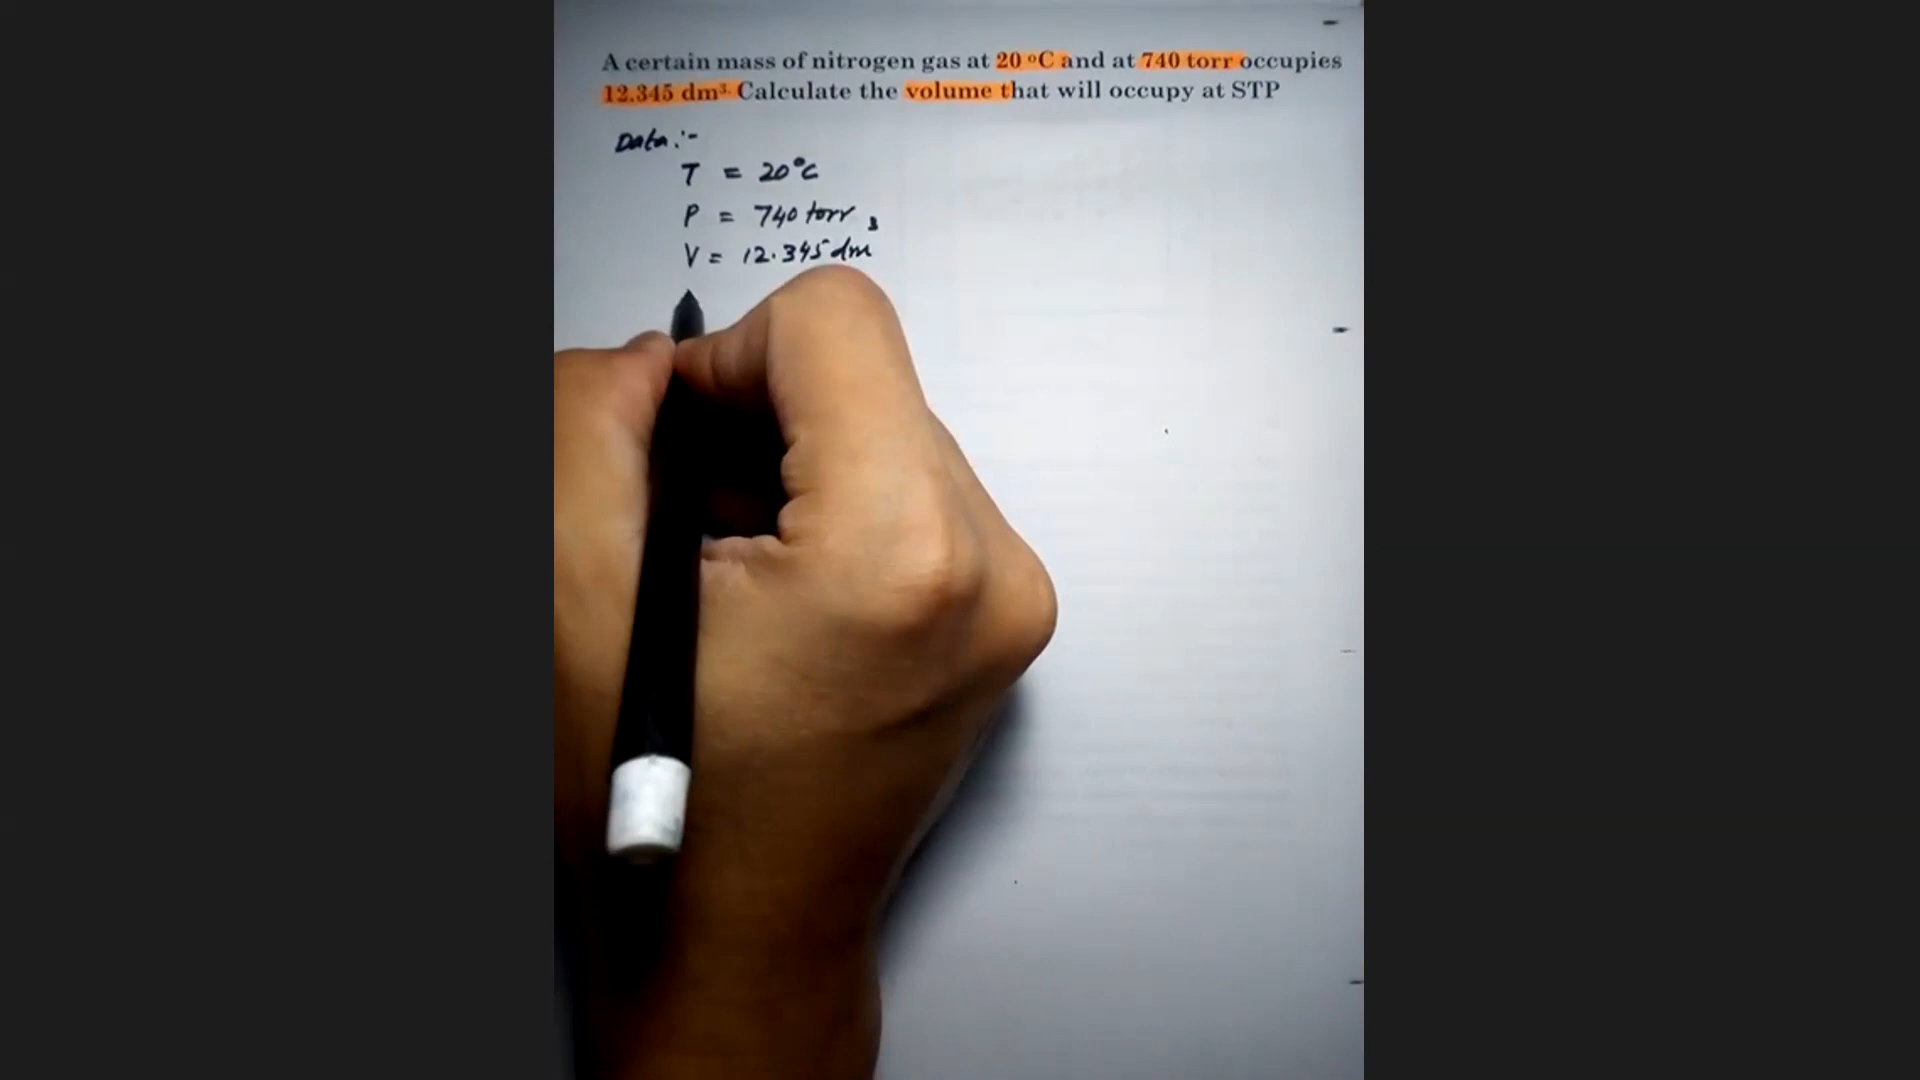 A certain mass of nitrogen gas at 20 °C and at 740 torr occupies
12.345 dm³. Calculate the volume that will occupy at STP
Data :-
T = 20°C
P = 740 torr
V = 12.345 dm³